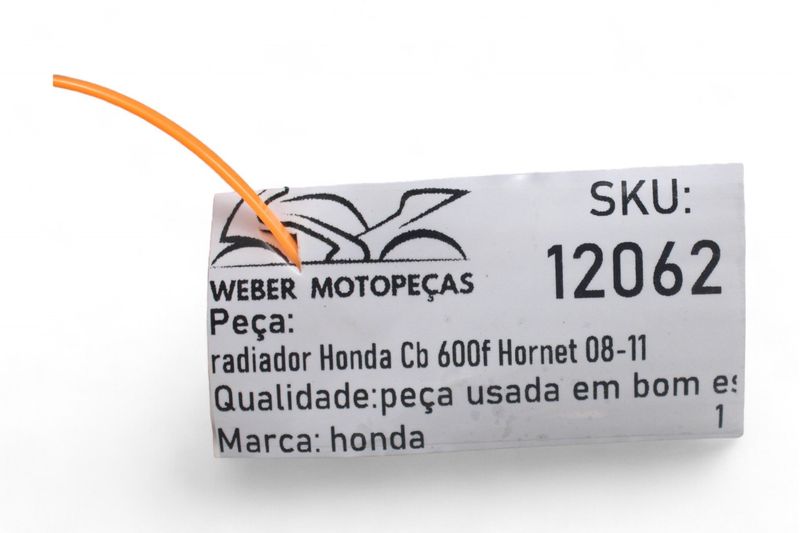 SKU:
12062
WEBER MOTOPEÇAS
Peça:
radiador Honda Cb 600f Hornet 08-11
Qualidade:peça usada em bom es
1
Marca: honda